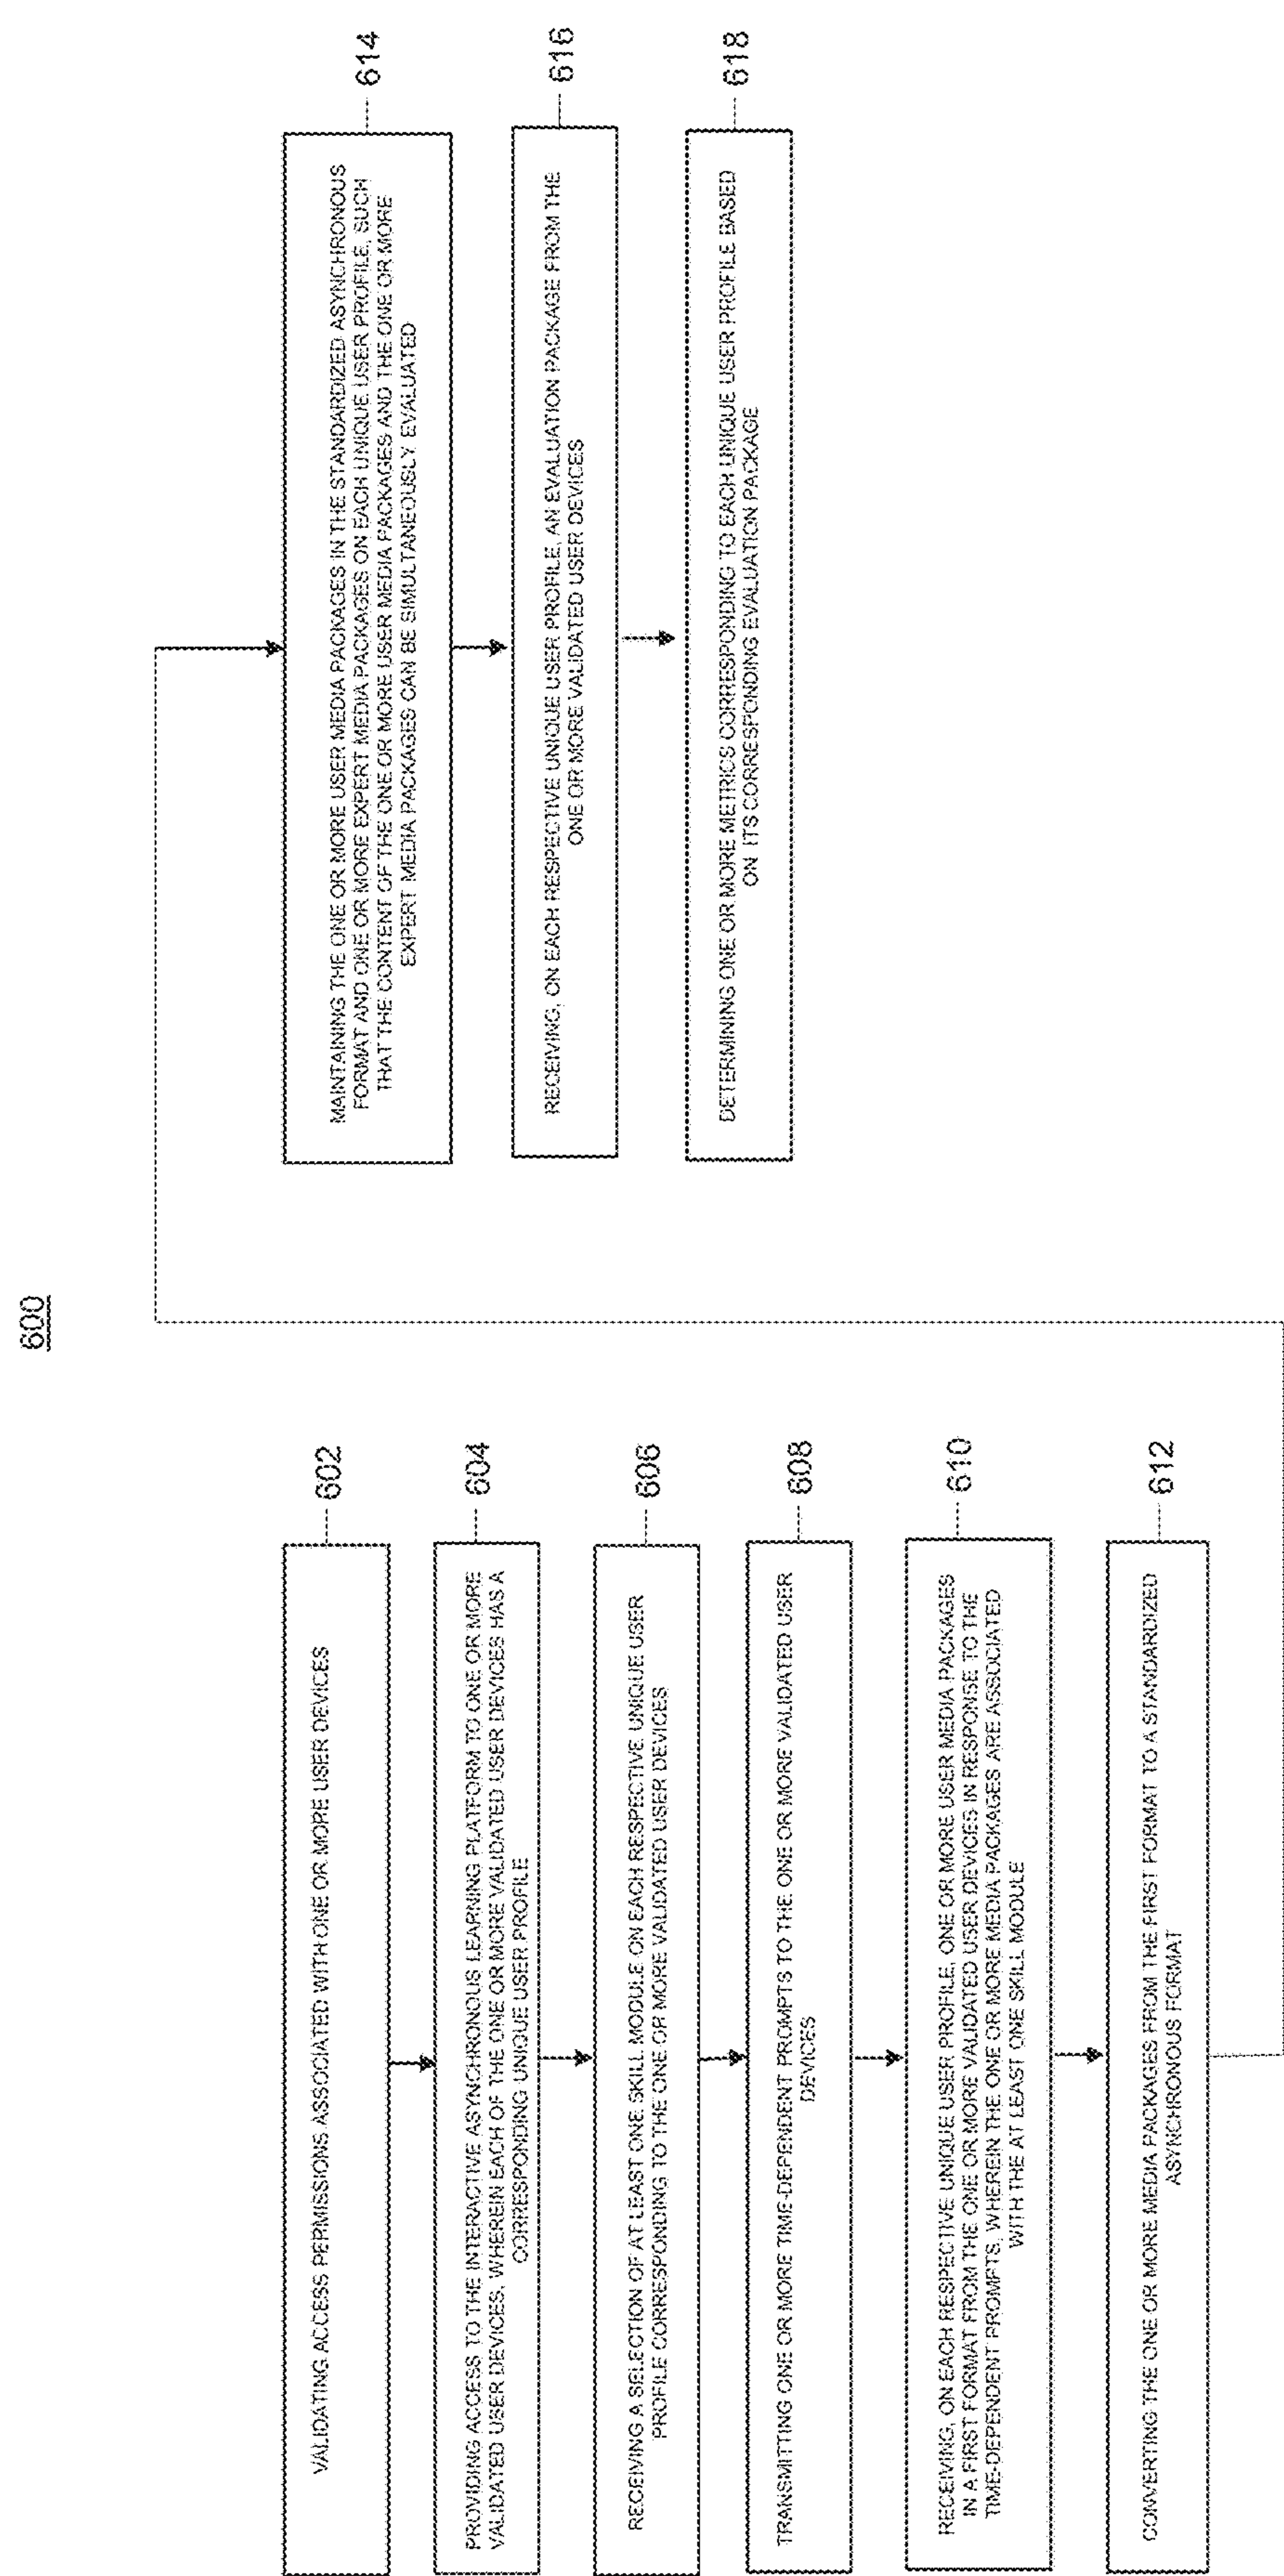 600
VALIDATING ACCESS PERMISSIONS ASSOCIATED WITH ONE OR MORE USER DEVICES
602
PROVIDING ACCESS TO THE INTERACTIVE ASYNCHRONOUS LEARNING PLATFORM TO ONE OR MORE
VALIDATED USER DEVICES, WHEREIN EACH OF THE ONE OR MORE VALIDATED USER DEVICES HAS A
CORRESPONDING UNIQUE USER PROFILE
604
RECEIVING A SELECTION OF AT LEAST ONE SKILL MODULE ON EACH RESPECTIVE UNIQUE USER
PROFILE CORRESPONDING TO THE ONE OR MORE VALIDATED USER DEVICES
606
TRANSMITTING ONE OR MORE TIME-DEPENDENT PROMPTS TO THE ONE OR MORE VALIDATED USER
DEVICES
608
RECEIVING, ON EACH RESPECTIVE UNIQUE USER PROFILE, ONE OR MORE USER MEDIA PACKAGES
IN A FIRST FORMAT FROM THE ONE OR MORE VALIDATED USER DEVICES IN RESPONSE TO THE
TIME-DEPENDENT PROMPTS, WHEREIN THE ONE OR MORE MEDIA PACKAGES ARE ASSOCIATED
WITH THE AT LEAST ONE SKILL MODULE
610
CONVERTING THE ONE OR MORE MEDIA PACKAGES FROM THE FIRST FORMAT TO A STANDARDIZED
ASYNCHRONOUS FORMAT
612
MAINTAINING THE ONE OR MORE USER MEDIA PACKAGES IN THE STANDARDIZED ASYNCHRONOUS
FORMAT AND ONE OR MORE EXPERT MEDIA PACKAGES ON EACH UNIQUE USER PROFILE, SUCH
THAT THE CONTENT OF THE ONE OR MORE USER MEDIA PACKAGES AND THE ONE OR MORE
EXPERT MEDIA PACKAGES CAN BE SIMULTANEOUSLY EVALUATED
614
RECEIVING, ON EACH RESPECTIVE UNIQUE USER PROFILE, AN EVALUATION PACKAGE FROM THE
ONE OR MORE VALIDATED USER DEVICES
616
DETERMINING ONE OR MORE METRICS CORRESPONDING TO EACH UNIQUE USER PROFILE BASED
ON ITS CORRESPONDING EVALUATION PACKAGE
618